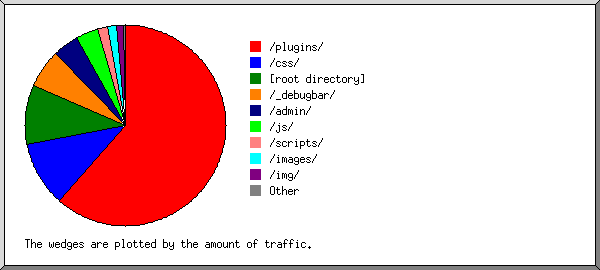 /plugins/
/css/
[root directory]
/_debugbar/
/admin/
/js/
/scripts/
/images/
/img/
Other
The wedges are plotted by the amount of traffic.